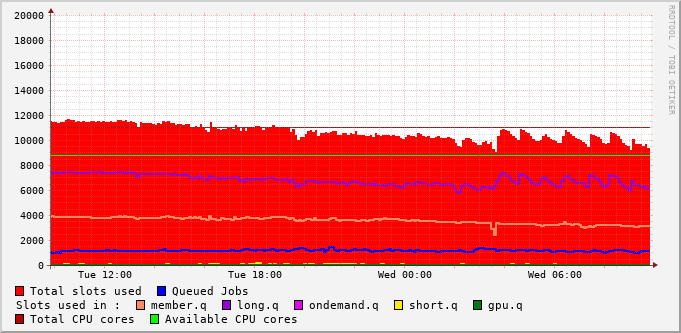 20000
18000
16000
14000
12000
10000
8000
6000
4000
2000
0
Tue 12:00 Tue 18:00 Wed 00:00 Wed 06:00
RRDTOOL / TOBI OETIKER
Total slots used Queued Jobs
Slots used in : member.q long.q ondemand.q short.q gpu.q
Total CPU cores Available CPU cores